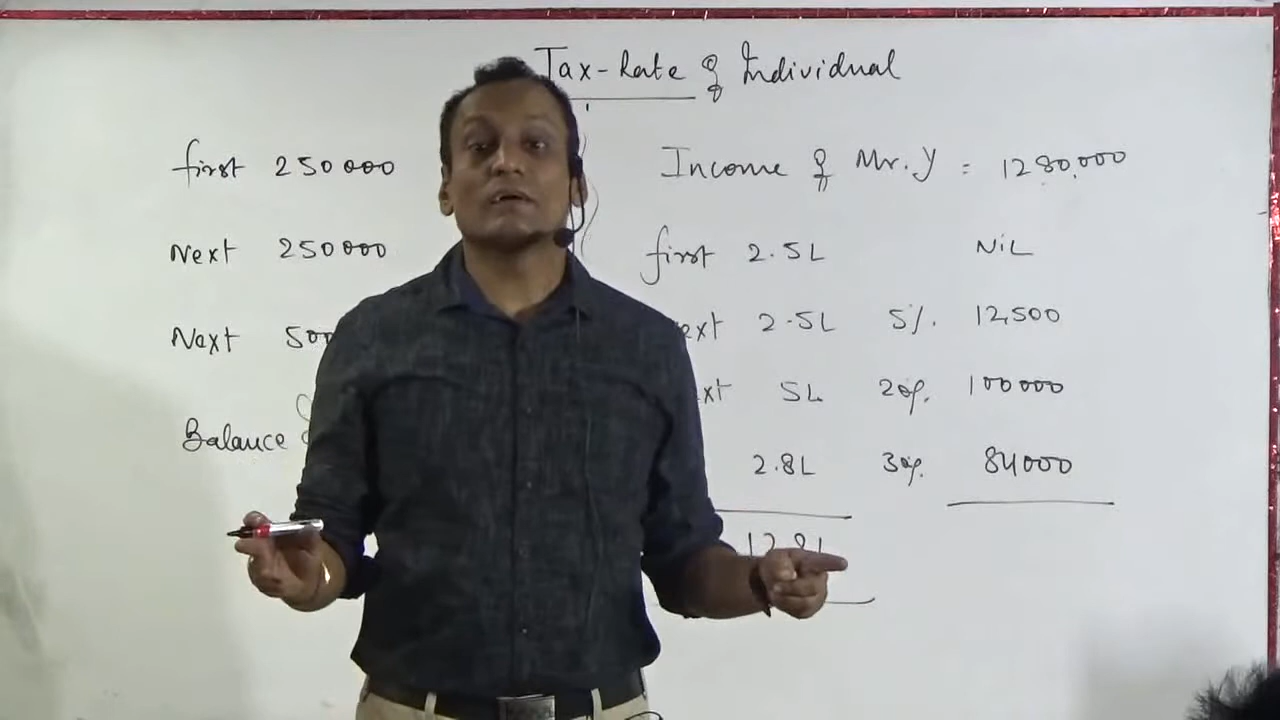 Tax-Rate of Individual
first 250000
Next 250000
Next
Balance
Income of Mr. Y = 1280,000
first 2.5L NiL
2.5L 5%. 12,500
5L 20%. 100000
2.8L 30%. 84000